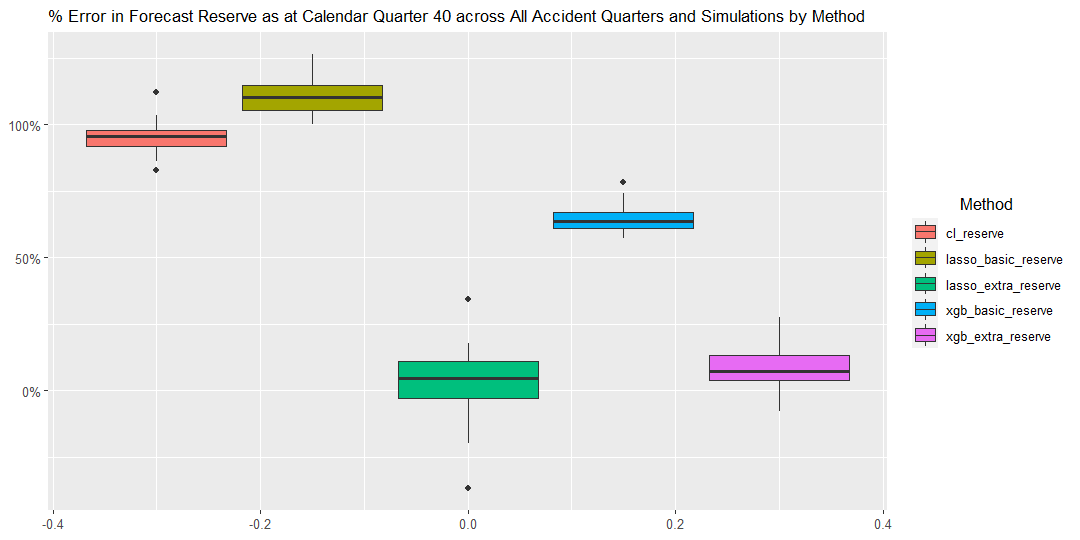 % Error in Forecast Reserve as at Calendar Quarter 40 across All Accident Quarters and Simulations by Method
100%
50%
0%
-0.4
-0.2
0.0
0.2
0.4
Method
cl_reserve
lasso_basic_reserve
lasso_extra_reserve
xgb_basic_reserve
xgb_extra_reserve